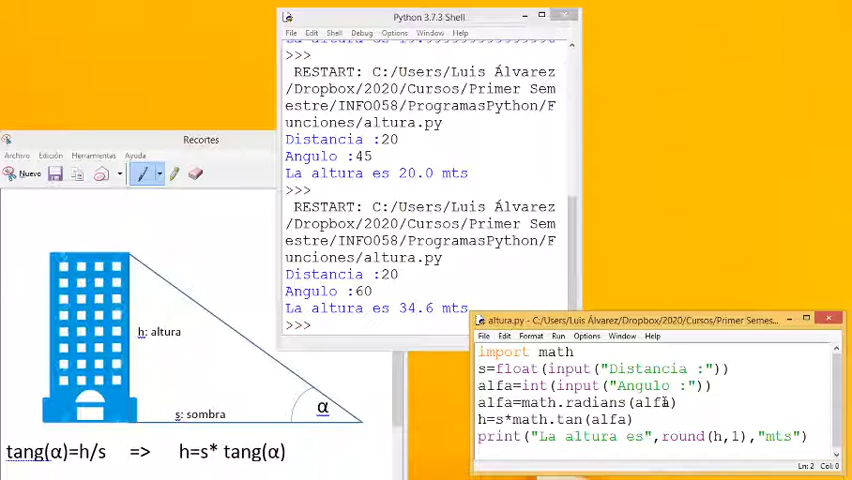 Python 3.7.3 Shell
File Edit Shell Debug Options Window Help
>>>
RESTART: C:/Users/Luis Álvarez
/Dropbox/2020/Cursos/Primer Sem
estre/INFO058/ProgramasPython/F
unciones/altura.py
Distancia :20
Angulo :45
La altura es 20.0 mts
>>>
RESTART: C:/Users/Luis Álvarez
/Dropbox/2020/Cursos/Primer Sem
estre/INFO058/ProgramasPython/F
unciones/altura.py
Distancia :20
Angulo :60
La altura es 34.6 mts
>>>
Recortes
Archivo Edición Herramientas Ayuda
Nuevo
h: altura
s: sombra
α
tang(α)=h/s => h=s* tang(α)
altura.py - C:/Users/Luis Álvarez/Dropbox/2020/Cursos/Primer Semes...
File Edit Format Run Options Window Help
import math
s=float(input("Distancia :"))
alfa=int(input("Angulo :"))
alfa=math.radians(alfa)
h=s*math.tan(alfa)
print("La altura es",round(h,1),"mts")
Ln: 2 Col: 0